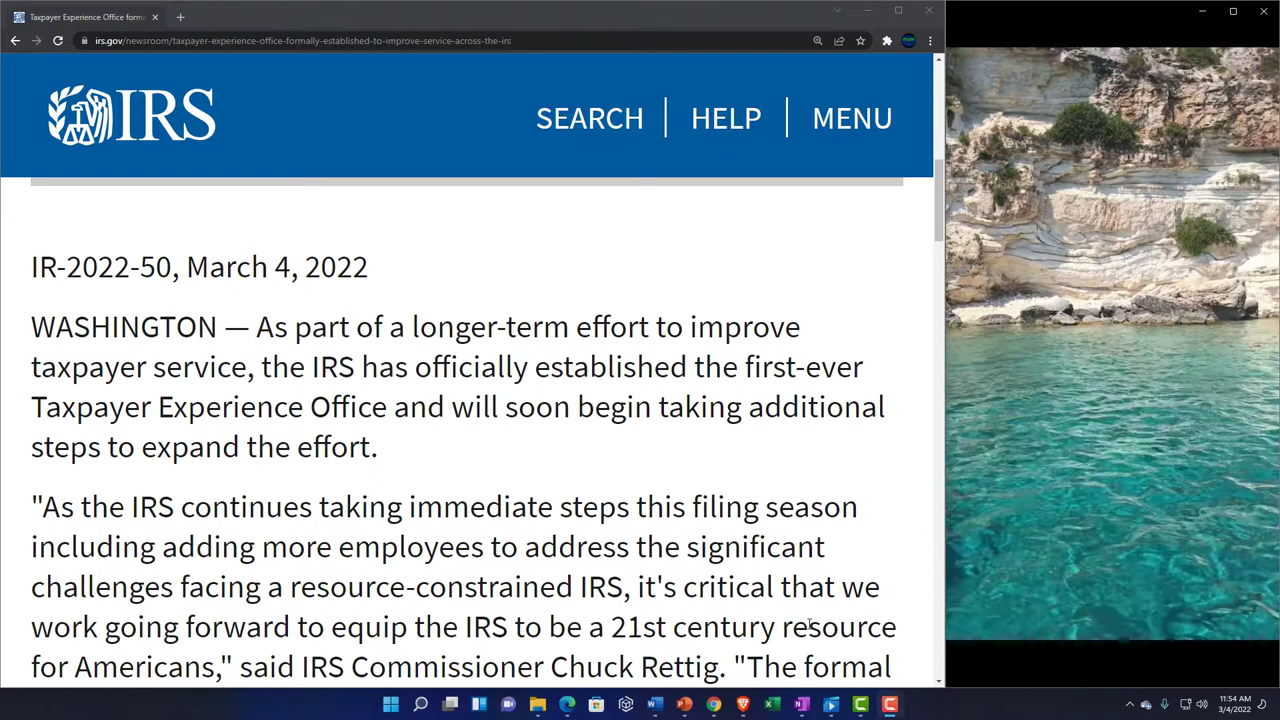 Taxpayer Experience Office form
irs.gov/newsroom/taxpayer-experience-office-formally-established-to-improve-service-across-the-irs
IRS
SEARCH
HELP
MENU
IR-2022-50, March 4, 2022
WASHINGTON — As part of a longer-term effort to improve
taxpayer service, the IRS has officially established the first-ever
Taxpayer Experience Office and will soon begin taking additional
steps to expand the effort.
"As the IRS continues taking immediate steps this filing season
including adding more employees to address the significant
challenges facing a resource-constrained IRS, it's critical that we
work going forward to equip the IRS to be a 21st century resource
for Americans," said IRS Commissioner Chuck Rettig. "The formal
11:54 AM
3/4/2022